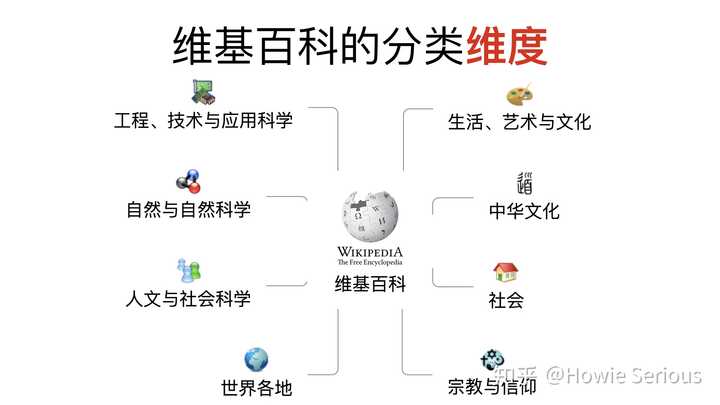 维基百科的分类维度
工程、技术与应用科学
生活、艺术与文化
自然与自然科学
中华文化
WIKIPEDIA
The Free Encyclopedia
维基百科
人文与社会科学
社会
世界各地
宗教与信仰
知乎 @Howie Serious